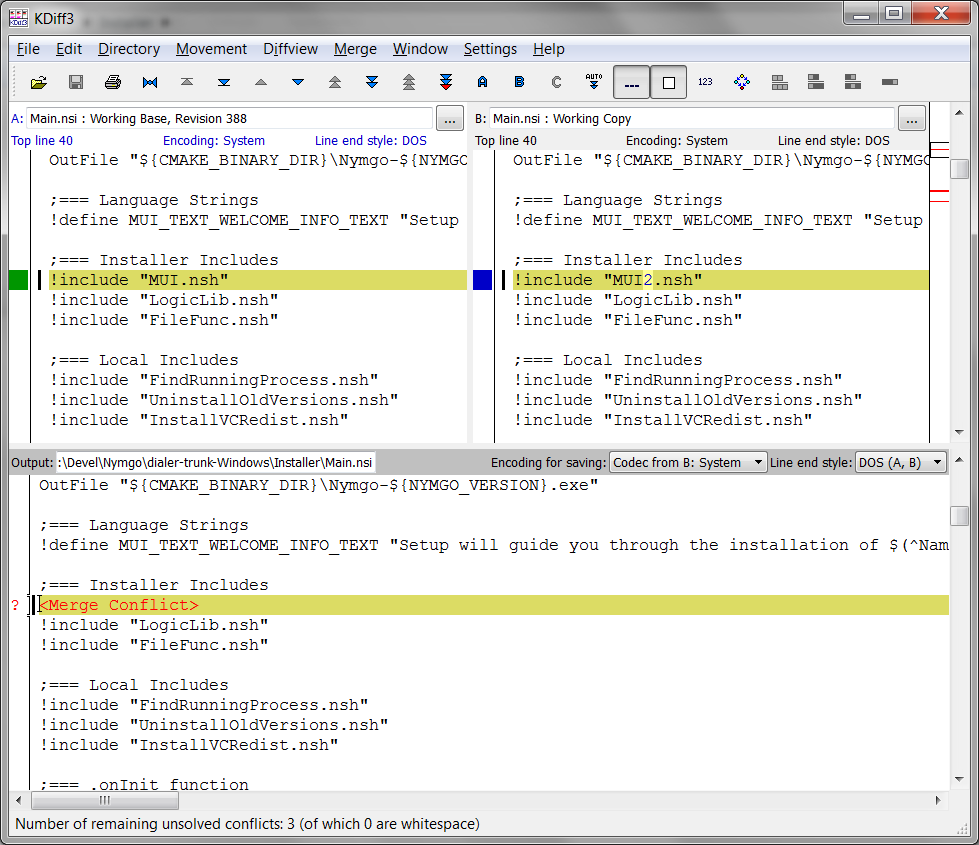 KDiff3
File Edit Directory Movement Diffview Merge Window Settings Help
A B C AUTO --- 123
A: Main.nsi : Working Base, Revision 388 ...
Top line 40 Encoding: System Line end style: DOS
OutFile "${CMAKE_BINARY_DIR}\Nymgo-${NYMGO
;=== Language Strings
!define MUI_TEXT_WELCOME_INFO_TEXT "Setup
;=== Installer Includes
!include "MUI.nsh"
!include "LogicLib.nsh"
!include "FileFunc.nsh"
;=== Local Includes
!include "FindRunningProcess.nsh"
!include "UninstallOldVersions.nsh"
!include "InstallVCRedist.nsh"
B: Main.nsi : Working Copy ...
Top line 40 Encoding: System Line end style: DOS
OutFile "${CMAKE_BINARY_DIR}\Nymgo-${NYMGO
;=== Language Strings
!define MUI_TEXT_WELCOME_INFO_TEXT "Setup
;=== Installer Includes
!include "MUI2.nsh"
!include "LogicLib.nsh"
!include "FileFunc.nsh"
;=== Local Includes
!include "FindRunningProcess.nsh"
!include "UninstallOldVersions.nsh"
!include "InstallVCRedist.nsh"
Output: :\Devel\Nymgo\dialer-trunk-Windows\Installer\Main.nsi Encoding for saving: Codec from B: System Line end style: DOS (A, B)
OutFile "${CMAKE_BINARY_DIR}\Nymgo-${NYMGO_VERSION}.exe"
;=== Language Strings
!define MUI_TEXT_WELCOME_INFO_TEXT "Setup will guide you through the installation of $(^Nam
;=== Installer Includes
? <Merge Conflict>
!include "LogicLib.nsh"
!include "FileFunc.nsh"
;=== Local Includes
!include "FindRunningProcess.nsh"
!include "UninstallOldVersions.nsh"
!include "InstallVCRedist.nsh"
;=== .onInit function
Number of remaining unsolved conflicts: 3 (of which 0 are whitespace)